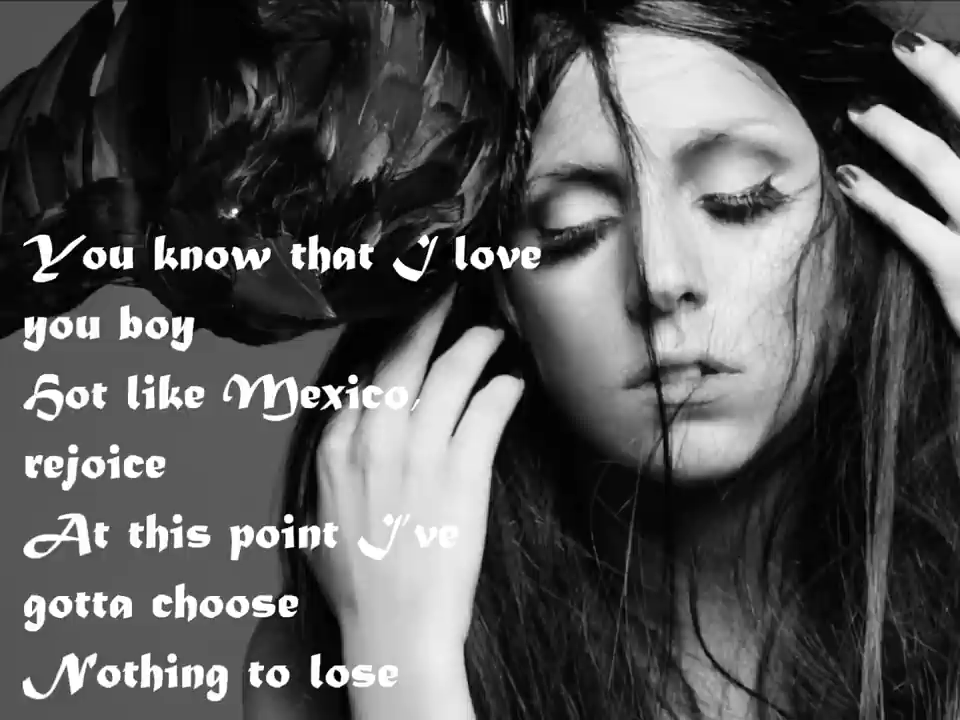 You know that I love
you boy
Hot like Mexico,
rejoice
At this point I've
gotta choose
Nothing to lose